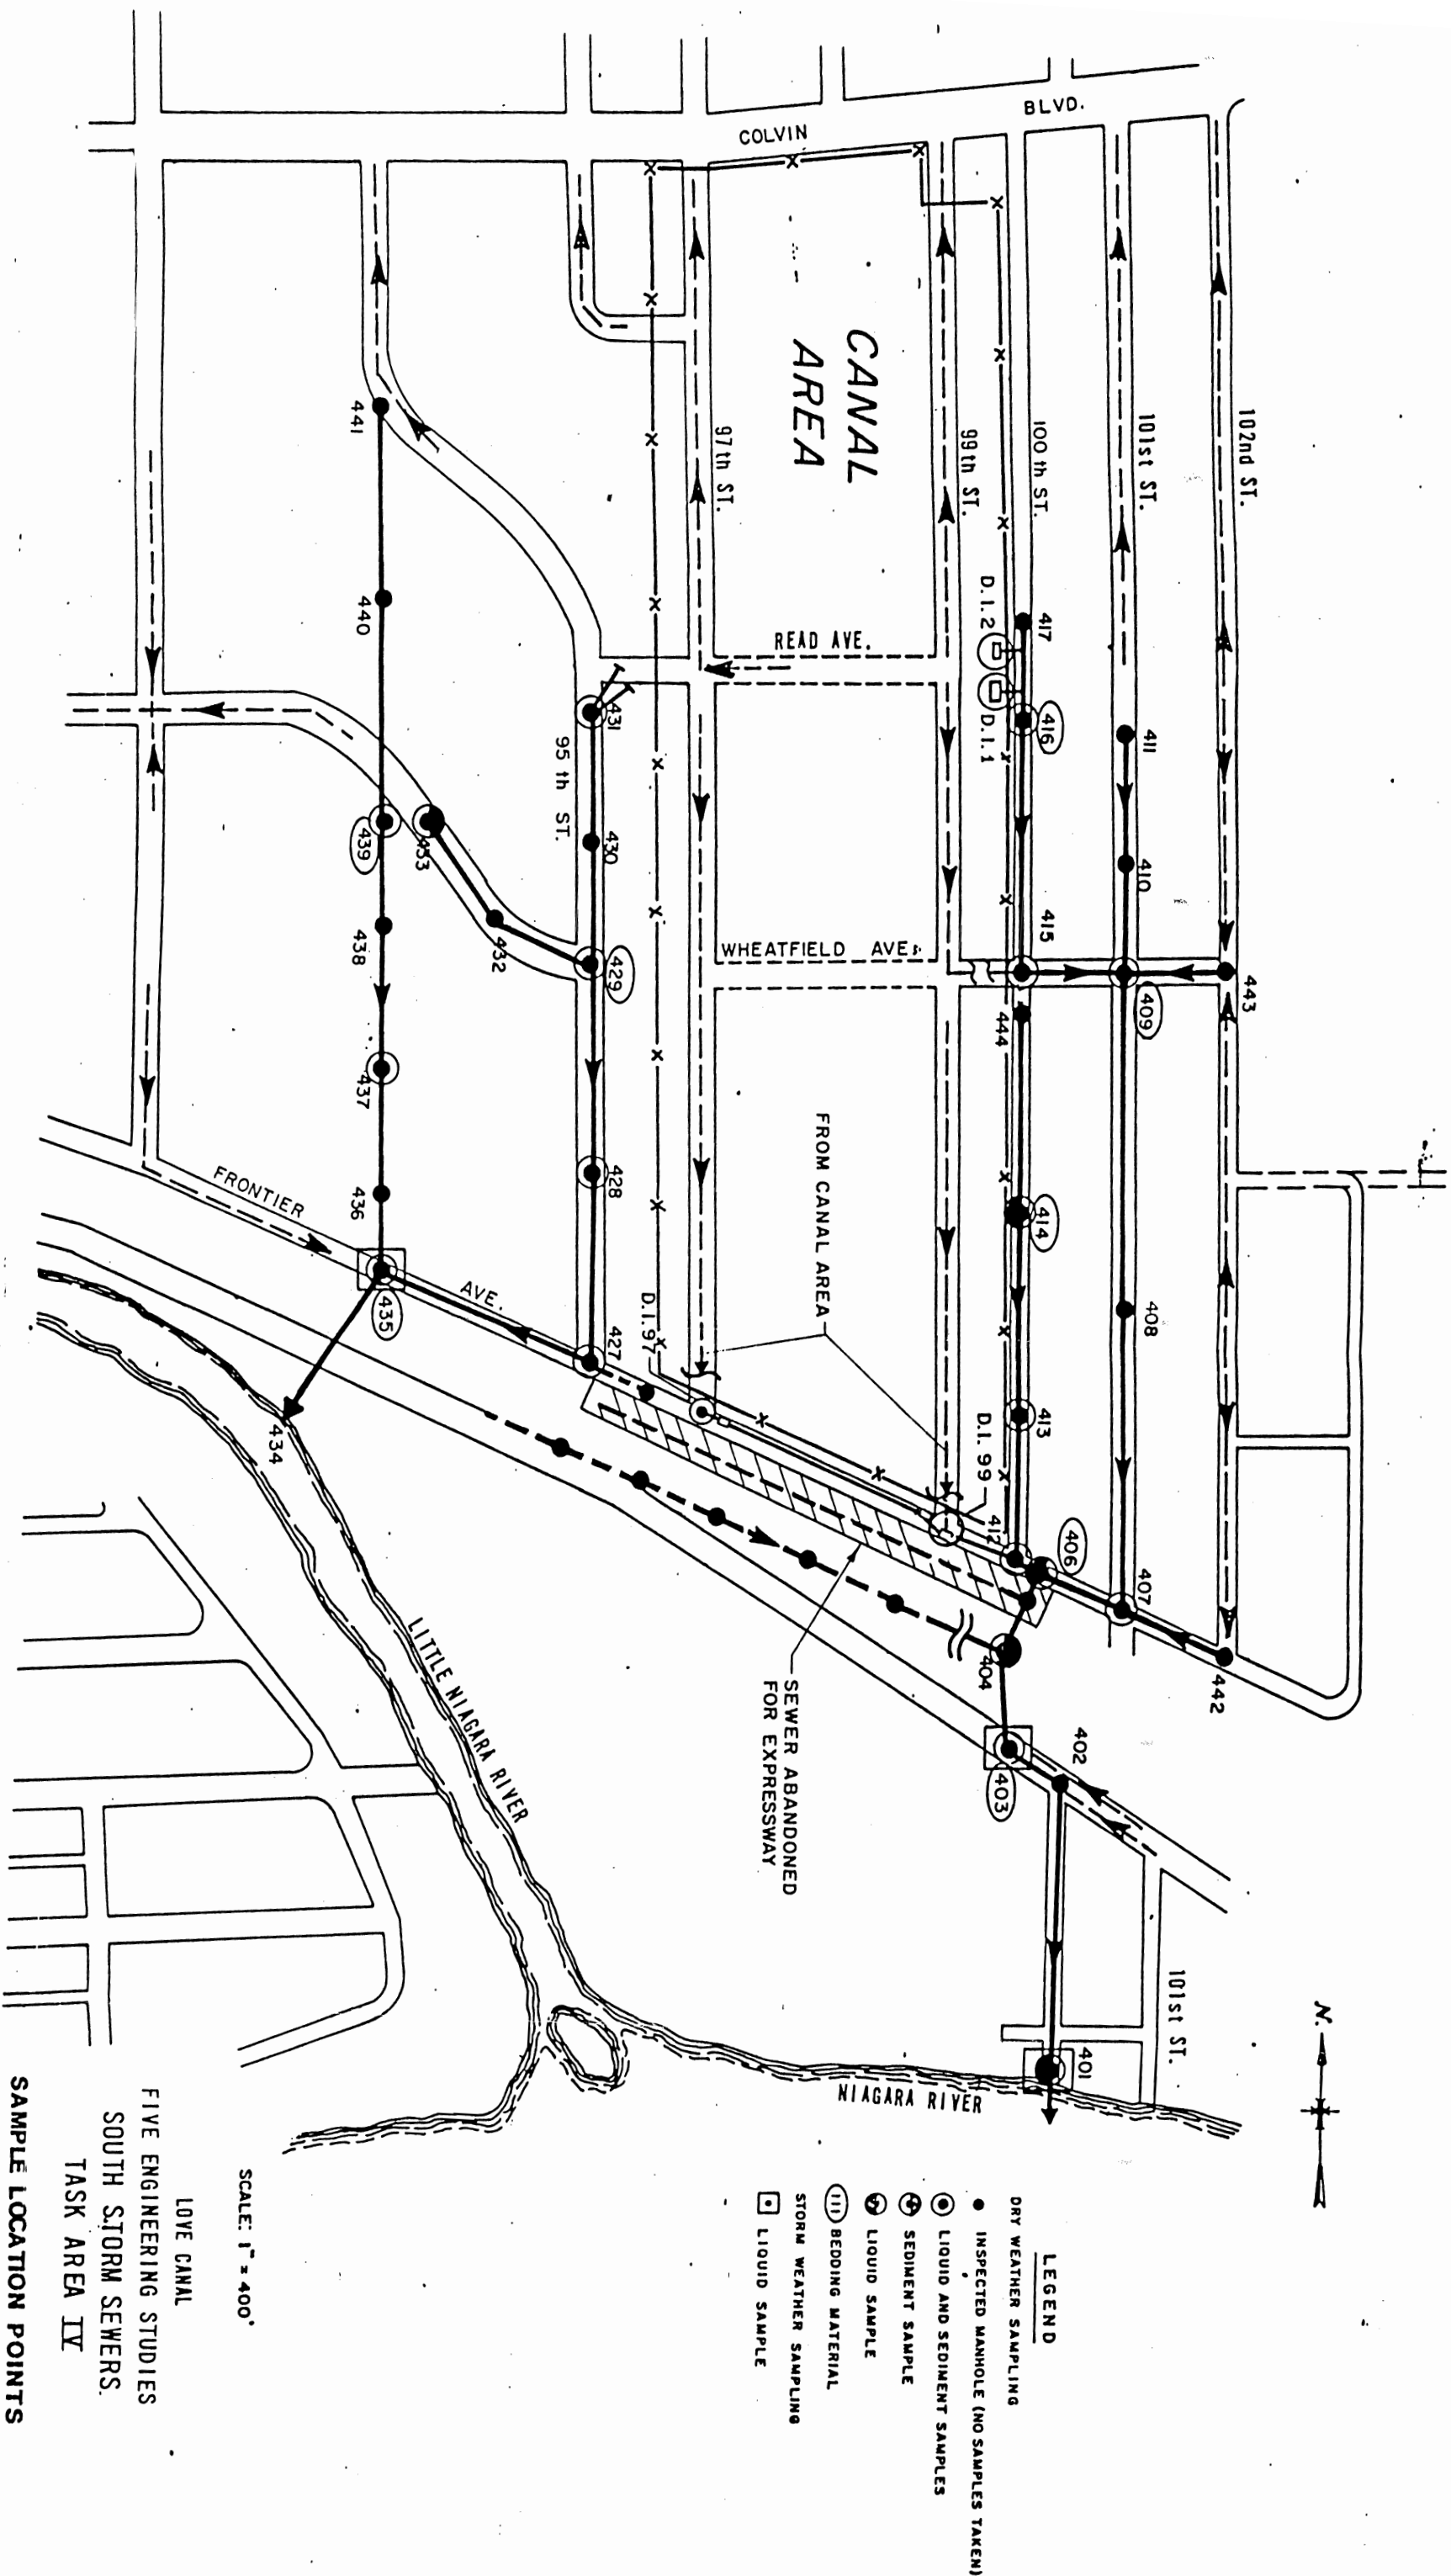 BLVD.
COLVIN
CANAL
AREA
102nd ST.
101st ST.
100 th ST.
99th ST.
97th ST.
441
440
417
D.I.2
READ AVE.
416
D.I.1
411
431
95 th ST.
430
410
433
439
432
438
429
WHEATFIELD AVE.
415
409
443
444
437
428
436
414
FROM CANAL AREA
408
FRONTIER
AVE.
435
427
D.I.97
413
D.I. 99
412
406
407
434
404
442
SEWER ABANDONED
FOR EXPRESSWAY
402
403
LITTLE NIAGARA RIVER
101st ST.
401
NIAGARA RIVER
N.
LEGEND
DRY WEATHER SAMPLING
INSPECTED MANHOLE (NO SAMPLES TAKEN)
LIQUID AND SEDIMENT SAMPLES
SEDIMENT SAMPLE
LIQUID SAMPLE
111 BEDDING MATERIAL
STORM WEATHER SAMPLING
LIQUID SAMPLE
SCALE: 1" = 400'
LOVE CANAL
FIVE ENGINEERING STUDIES
SOUTH STORM SEWERS.
TASK AREA IV
SAMPLE LOCATION POINTS